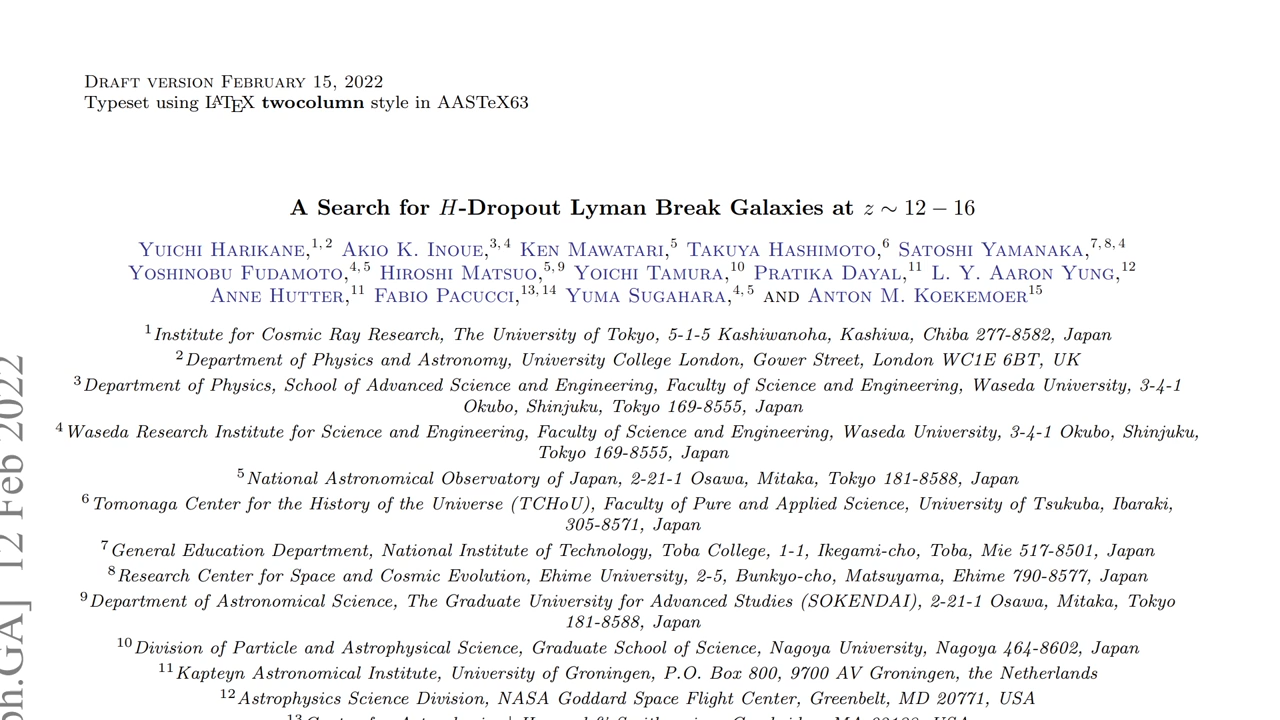 DRAFT VERSION FEBRUARY 15, 2022
Typeset using LATEX twocolumn style in AASTeX63
A Search for H-Dropout Lyman Break Galaxies at z ∼ 12 − 16
YUICHI HARIKANE,1, 2 AKIO K. INOUE,3, 4 KEN MAWATARI,5 TAKUYA HASHIMOTO,6 SATOSHI YAMANAKA,7, 8, 4
YOSHINOBU FUDAMOTO,4, 5 HIROSHI MATSUO,5, 9 YOICHI TAMURA,10 PRATIKA DAYAL,11 L. Y. AARON YUNG,12
ANNE HUTTER,11 FABIO PACUCCI,13, 14 YUMA SUGAHARA,4, 5 AND ANTON M. KOEKEMOER15
1Institute for Cosmic Ray Research, The University of Tokyo, 5-1-5 Kashiwanoha, Kashiwa, Chiba 277-8582, Japan
2Department of Physics and Astronomy, University College London, Gower Street, London WC1E 6BT, UK
3Department of Physics, School of Advanced Science and Engineering, Faculty of Science and Engineering, Waseda University, 3-4-1
Okubo, Shinjuku, Tokyo 169-8555, Japan
4Waseda Research Institute for Science and Engineering, Faculty of Science and Engineering, Waseda University, 3-4-1 Okubo, Shinjuku,
Tokyo 169-8555, Japan
5National Astronomical Observatory of Japan, 2-21-1 Osawa, Mitaka, Tokyo 181-8588, Japan
6Tomonaga Center for the History of the Universe (TCHoU), Faculty of Pure and Applied Science, University of Tsukuba, Ibaraki,
305-8571, Japan
7General Education Department, National Institute of Technology, Toba College, 1-1, Ikegami-cho, Toba, Mie 517-8501, Japan
8Research Center for Space and Cosmic Evolution, Ehime University, 2-5, Bunkyo-cho, Matsuyama, Ehime 790-8577, Japan
9Department of Astronomical Science, The Graduate University for Advanced Studies (SOKENDAI), 2-21-1 Osawa, Mitaka, Tokyo
181-8588, Japan
10Division of Particle and Astrophysical Science, Graduate School of Science, Nagoya University, Nagoya 464-8602, Japan
11Kapteyn Astronomical Institute, University of Groningen, P.O. Box 800, 9700 AV Groningen, the Netherlands
12Astrophysics Science Division, NASA Goddard Space Flight Center, Greenbelt, MD 20771, USA
ph.GA] 12 Feb 2022